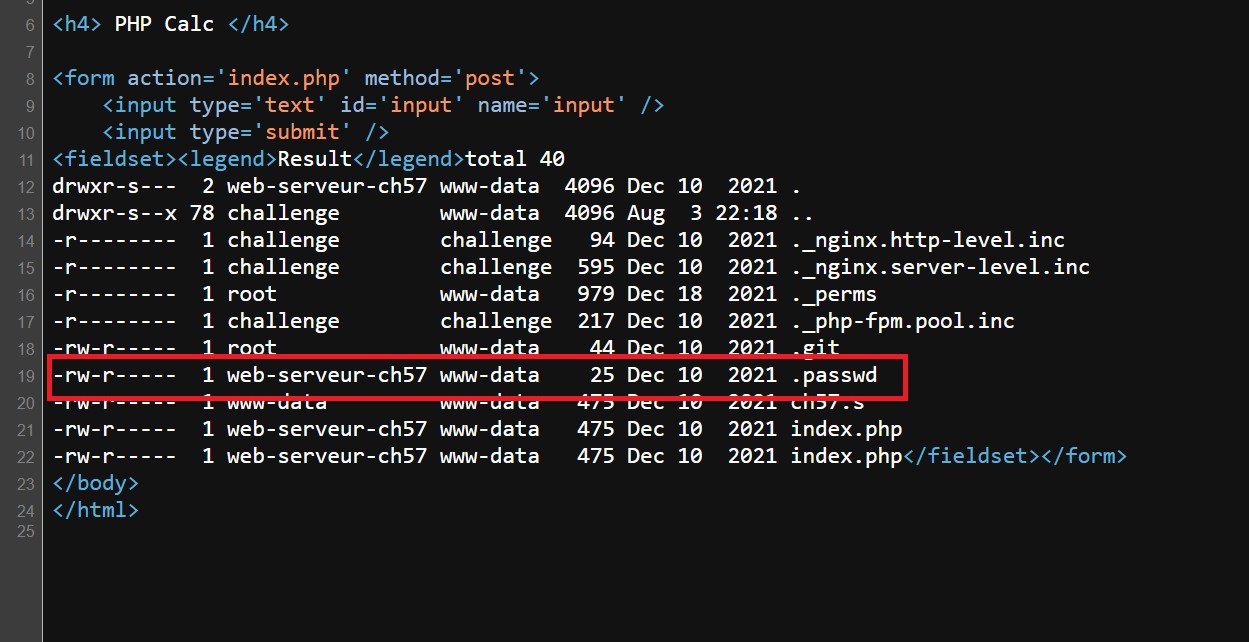 6 <h4> PHP Calc </h4>
7
8 <form action='index.php' method='post'>
9 <input type='text' id='input' name='input' />
10 <input type='submit' />
11 <fieldset><legend>Result</legend>total 40
12 drwxr-s--- 2 web-serveur-ch57 www-data 4096 Dec 10 2021 .
13 drwxr-s--x 78 challenge www-data 4096 Aug 3 22:18 ..
14 -r-------- 1 challenge challenge 94 Dec 10 2021 ._nginx.http-level.inc
15 -r-------- 1 challenge challenge 595 Dec 10 2021 ._nginx.server-level.inc
16 -r-------- 1 root www-data 979 Dec 18 2021 ._perms
17 -r-------- 1 challenge challenge 217 Dec 10 2021 ._php-fpm.pool.inc
18 -rw-r----- 1 root www-data 44 Dec 10 2021 .git
19 -rw-r----- 1 web-serveur-ch57 www-data 25 Dec 10 2021 .passwd
20 -rw-r----- 1 www-data www-data 475 Dec 10 2021 ch57.s
21 -rw-r----- 1 web-serveur-ch57 www-data 475 Dec 10 2021 index.php
22 -rw-r----- 1 web-serveur-ch57 www-data 475 Dec 10 2021 index.php</fieldset></form>
23 </body>
24 </html>
25